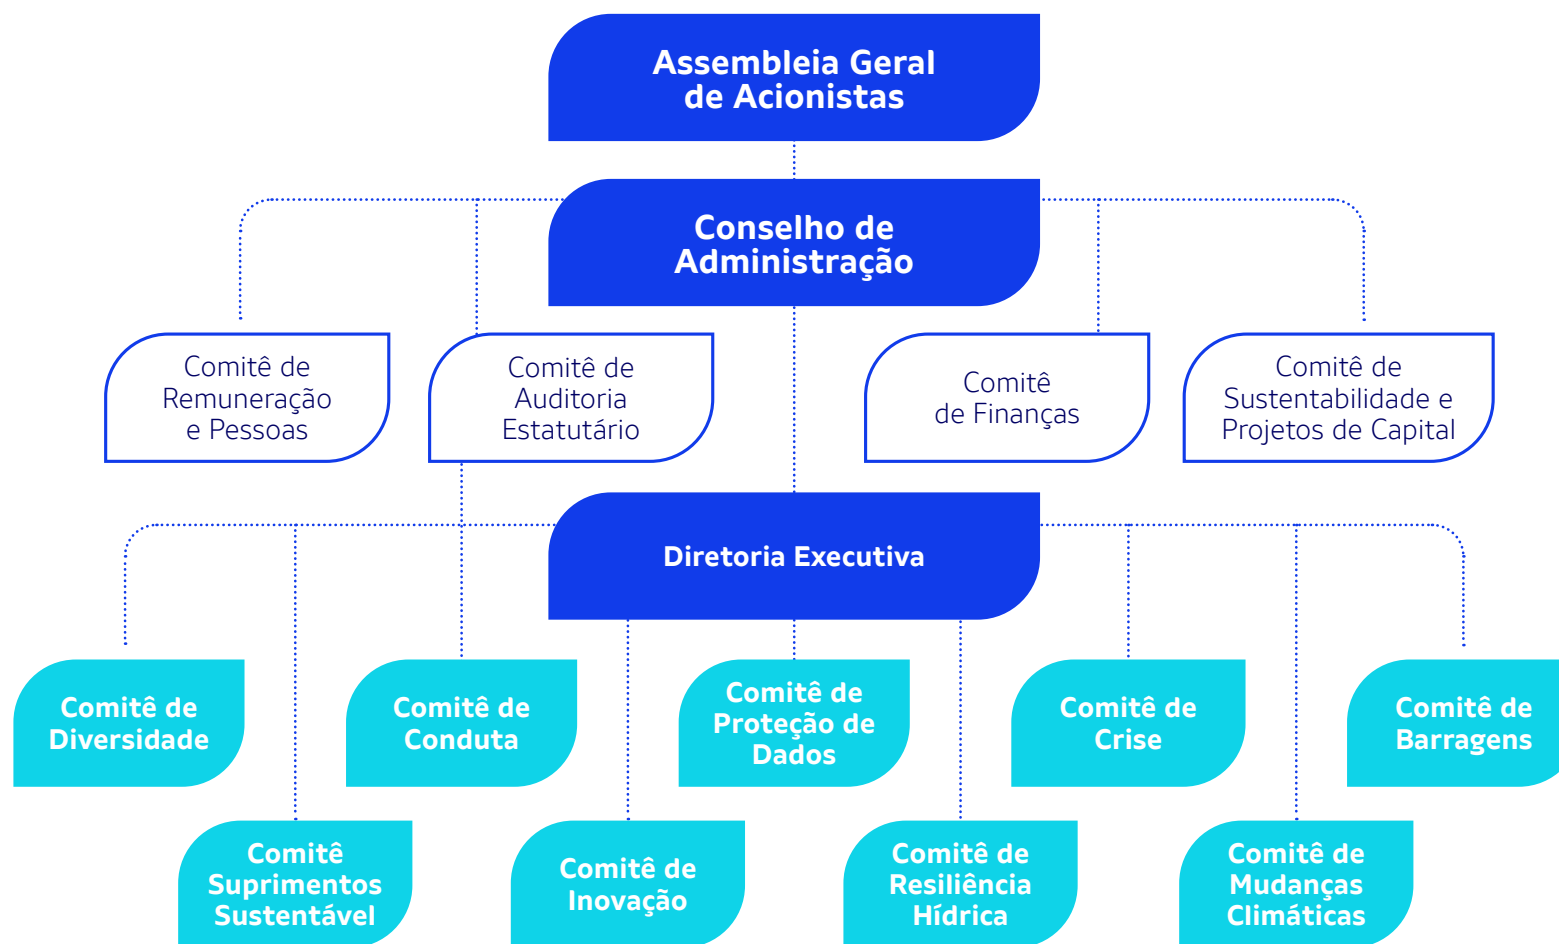 Assembleia Geral
de Acionistas
Conselho de
Administração
Comitê de
Remuneração
e Pessoas
Comitê de
Auditoria
Estatutário
Comitê
de Finanças
Comitê de
Sustentabilidade e
Projetos de Capital
Diretoria Executiva
Comitê de
Diversidade
Comitê de
Conduta
Comitê de
Proteção de
Dados
Comitê de
Crise
Comitê de
Barragens
Comitê
Suprimentos
Sustentável
Comitê de
Inovação
Comitê de
Resiliência
Hídrica
Comitê de
Mudanças
Climáticas